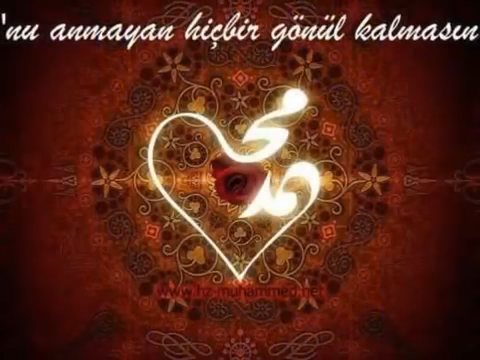 'nu anmayan hiçbir gönül kalmasın
محمد
www.hz-muhammed.net